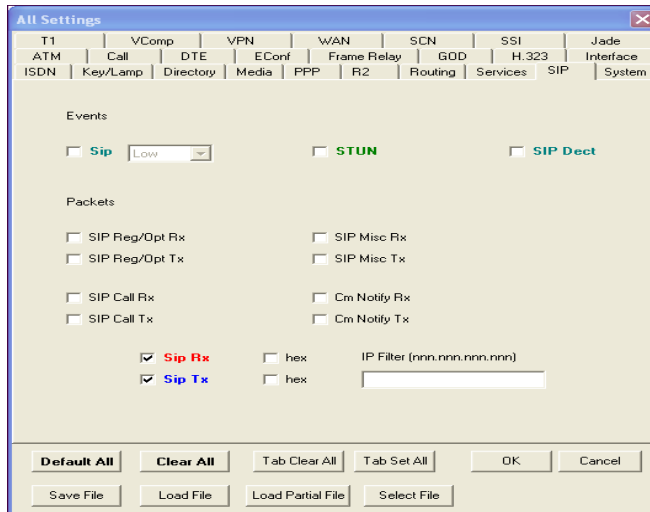 All Settings
T1 VComp VPN WAN SCN SSI Jade
ATM Call DTE EConf Frame Relay GOD H.323 Interface
ISDN Key/Lamp Directory Media PPP R2 Routing Services SIP System
Events
Sip Low STUN SIP Dect
Packets
SIP Reg/Opt Rx SIP Misc Rx
SIP Reg/Opt Tx SIP Misc Tx
SIP Call Rx Cm Notify Rx
SIP Call Tx Cm Notify Tx
Sip Rx hex IP Filter (nnn.nnn.nnn.nnn)
Sip Tx hex
Default All Clear All Tab Clear All Tab Set All OK Cancel
Save File Load File Load Partial File Select File